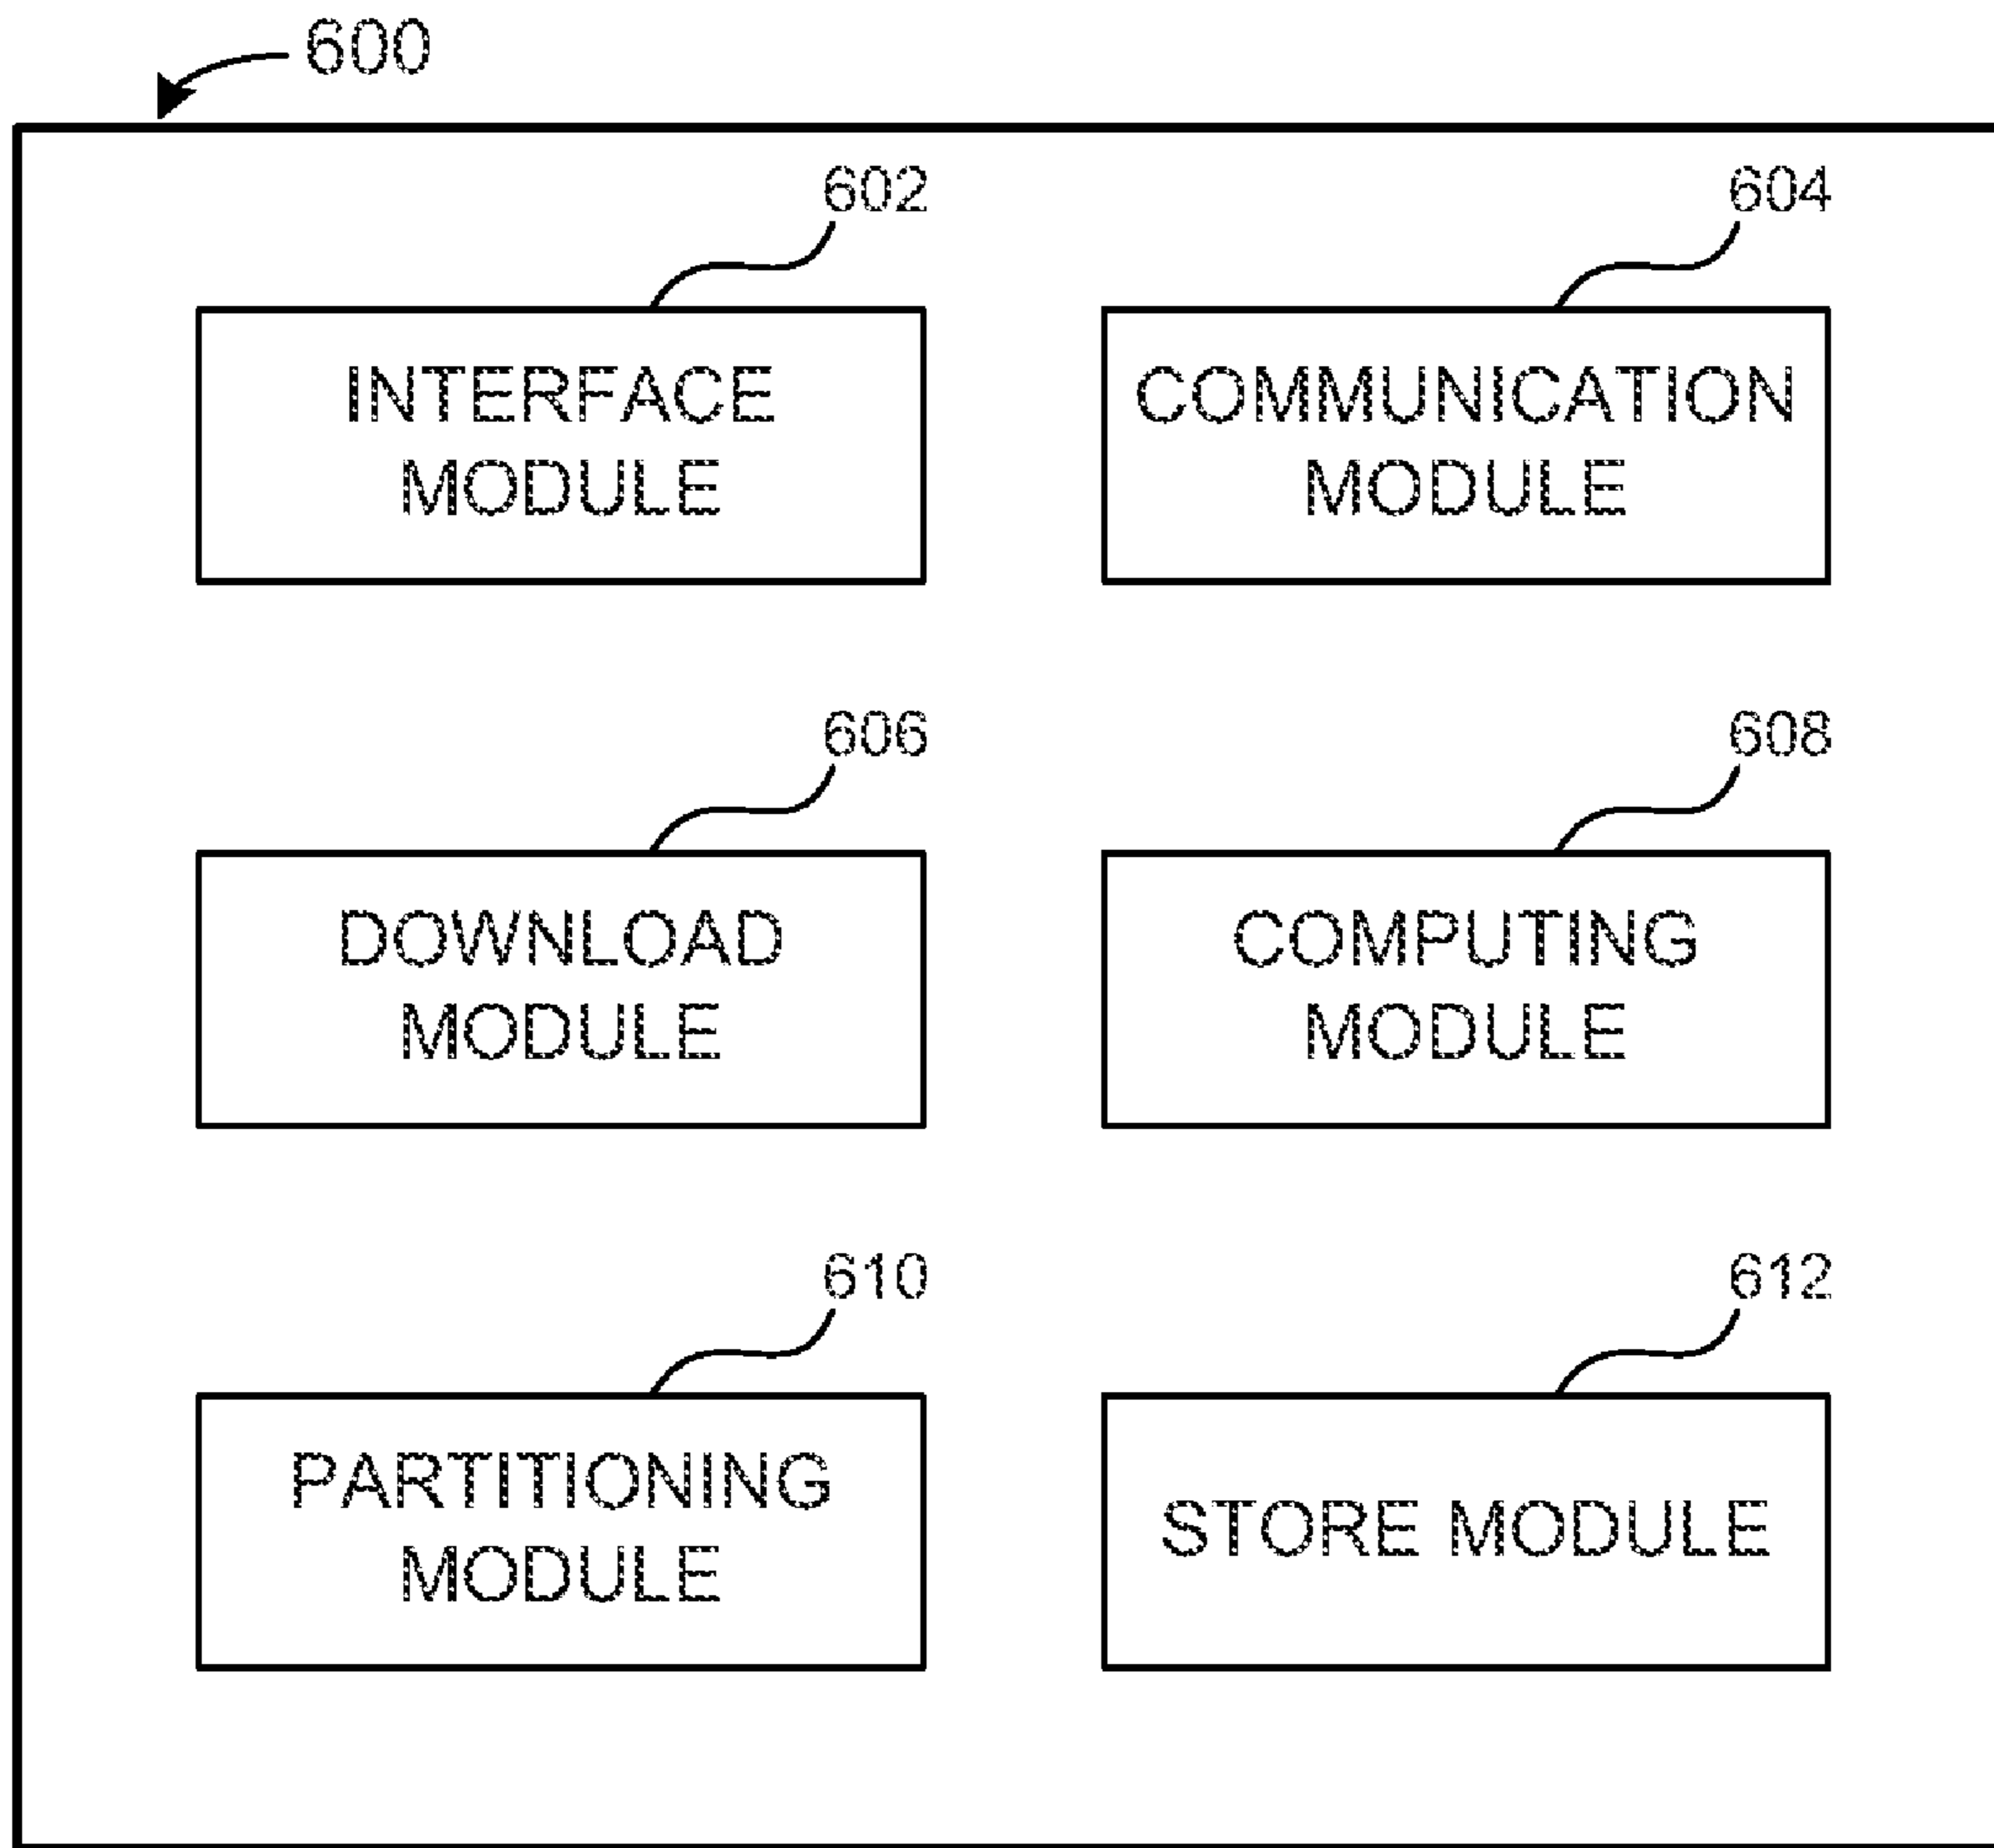 600
602
604
INTERFACE
MODULE
COMMUNICATION
MODULE
606
608
DOWNLOAD
MODULE
COMPUTING
MODULE
610
612
PARTITIONING
MODULE
STORE MODULE